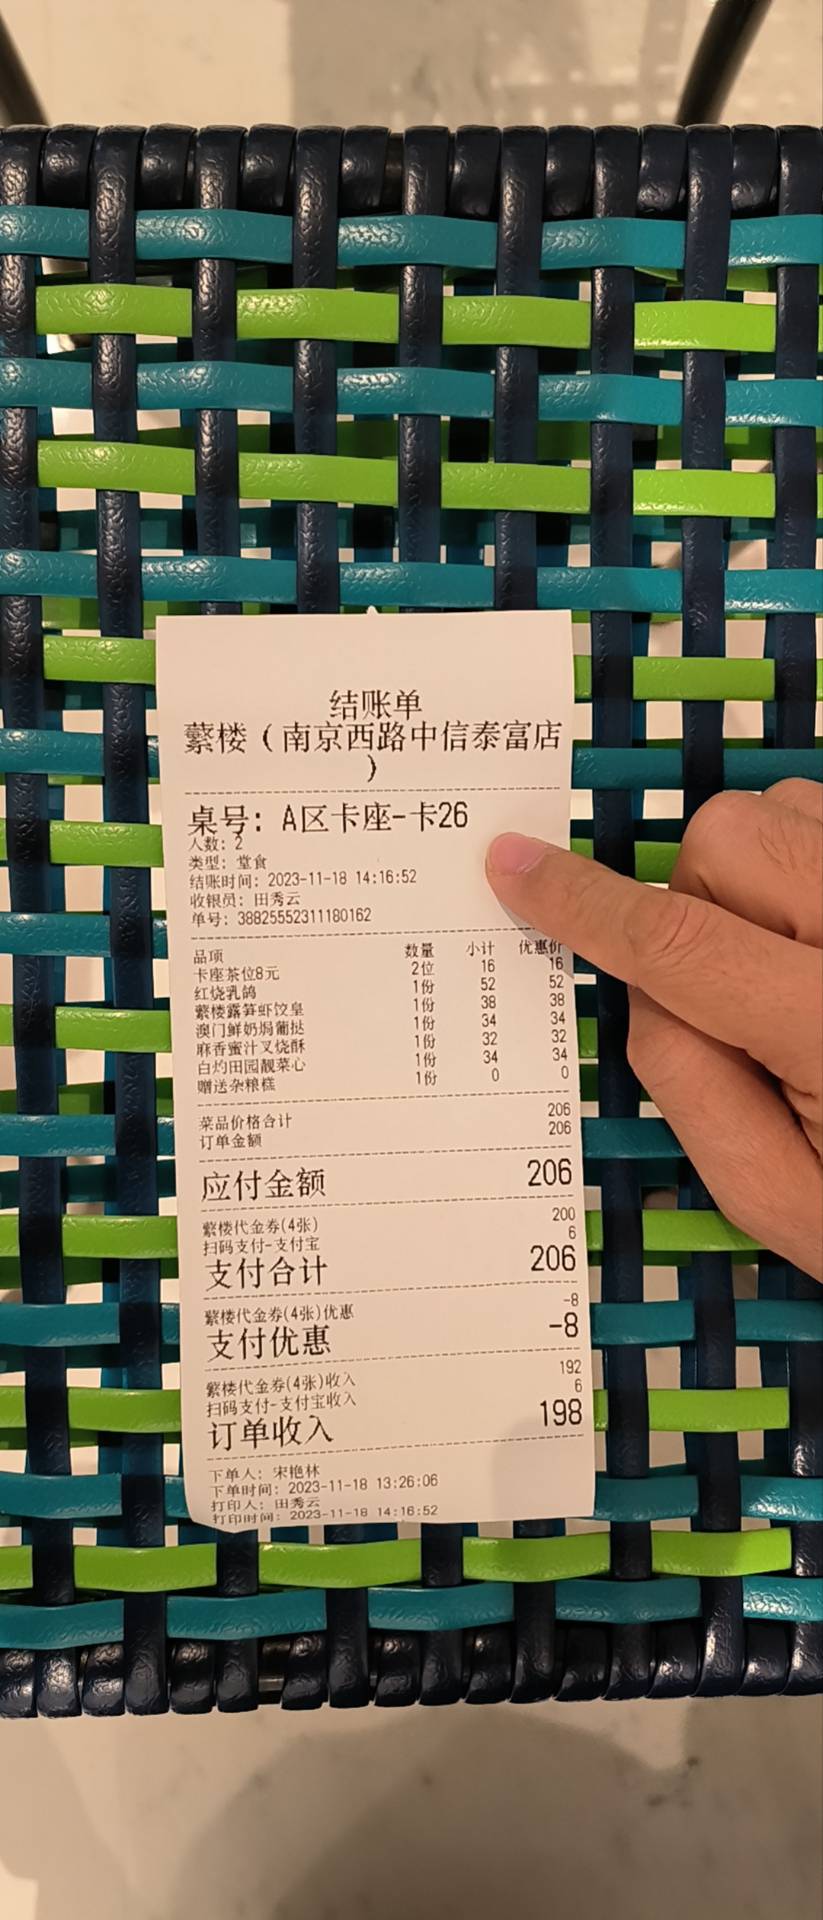 结账单
蘩楼（南京西路中信泰富店
）
桌号: A区卡座-卡26
人数: 2
类型: 堂食
结账时间: 2023-11-18 14:16:52
收银员: 田秀云
单号: 38825552311180162
品项 数量 小计 优惠价
卡座茶位8元 2位 16 16
红烧乳鸽 1份 52 52
蘩楼露笋虾饺皇 1份 38 38
澳门鲜奶焗葡挞 1份 34 34
麻香蜜汁叉烧酥 1份 32 32
白灼田园靓菜心 1份 34 34
赠送杂粮糕 1份 0 0
菜品价格合计 206
订单金额 206
应付金额 206
蘩楼代金券(4张) 200
扫码支付-支付宝 6
支付合计 206
蘩楼代金券(4张)优惠 -8
支付优惠 -8
蘩楼代金券(4张)收入 192
扫码支付-支付宝收入 6
订单收入 198
下单人: 宋艳林
下单时间: 2023-11-18 13:26:06
打印人: 田秀云
打印时间: 2023-11-18 14:16:52